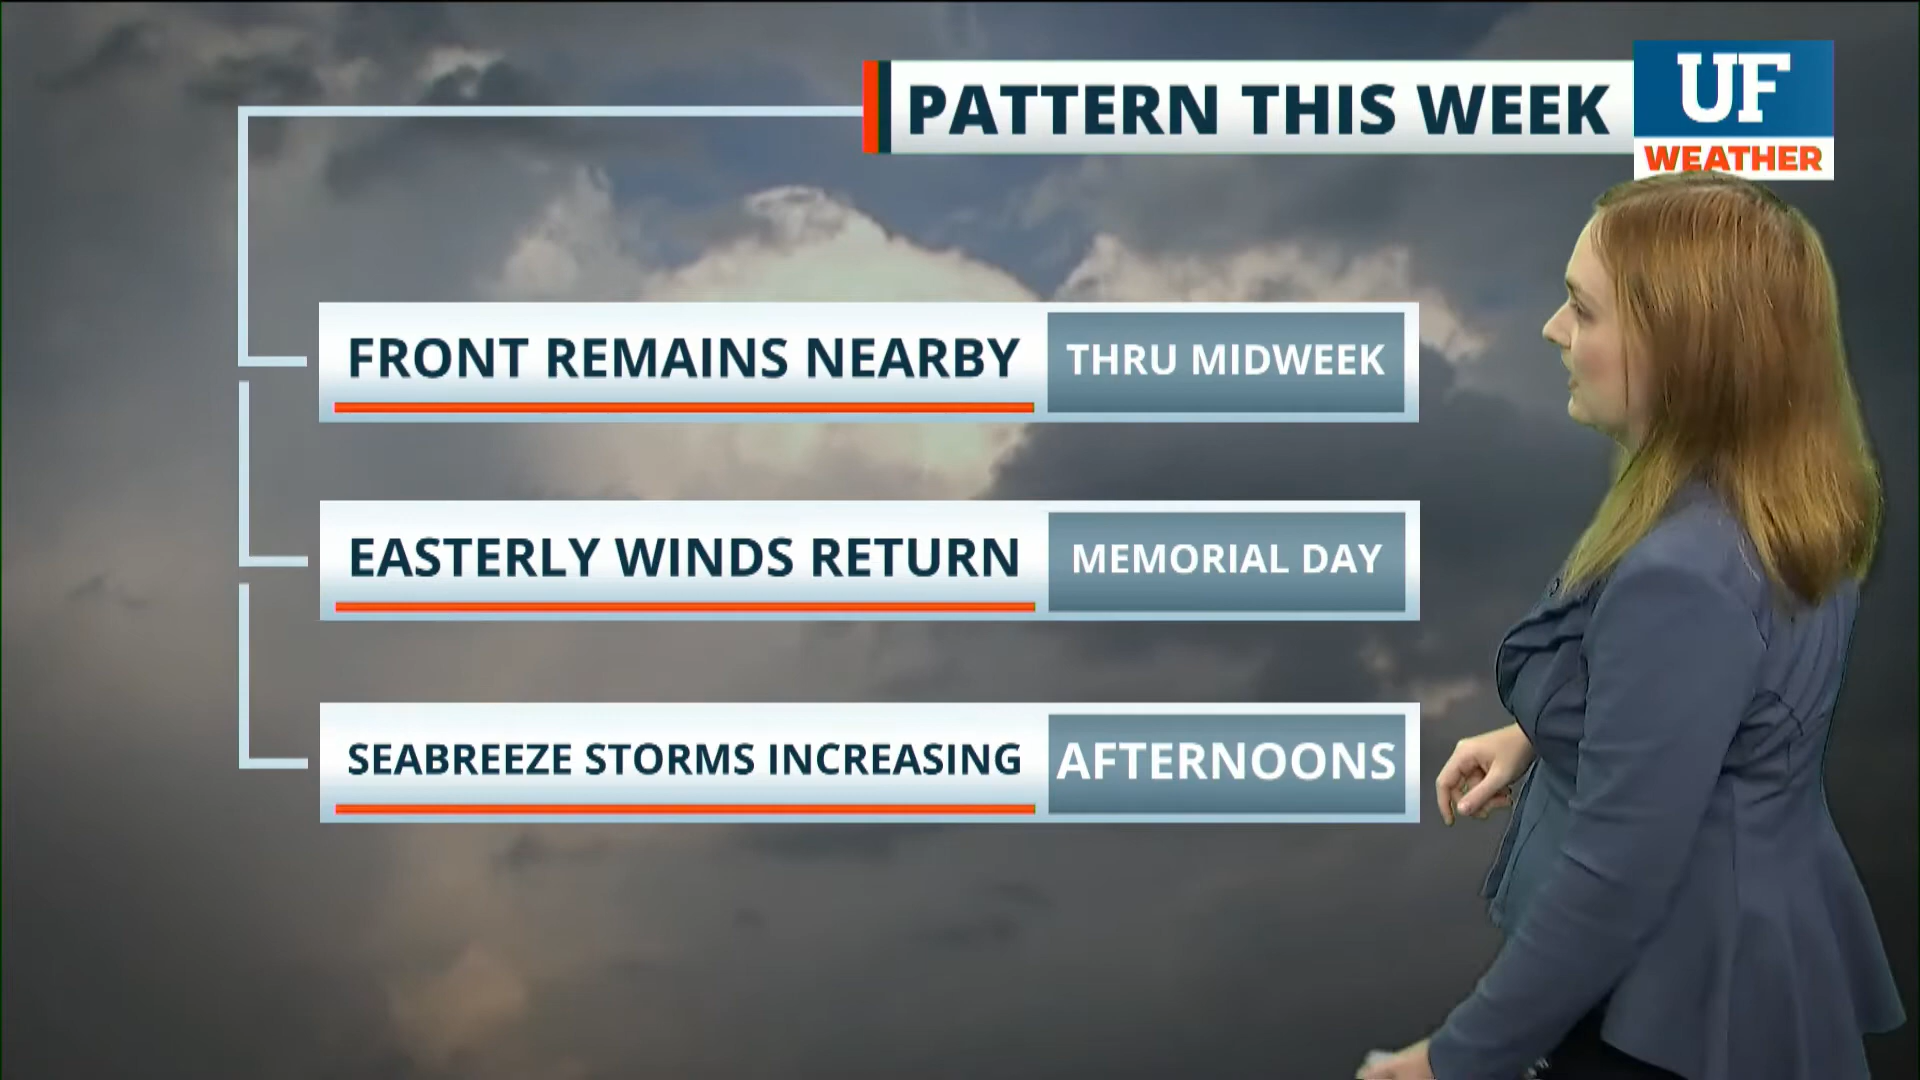 PATTERN THIS WEEK
UF
WEATHER
FRONT REMAINS NEARBY
THRU MIDWEEK
EASTERLY WINDS RETURN
MEMORIAL DAY
SEABREEZE STORMS INCREASING
AFTERNOONS